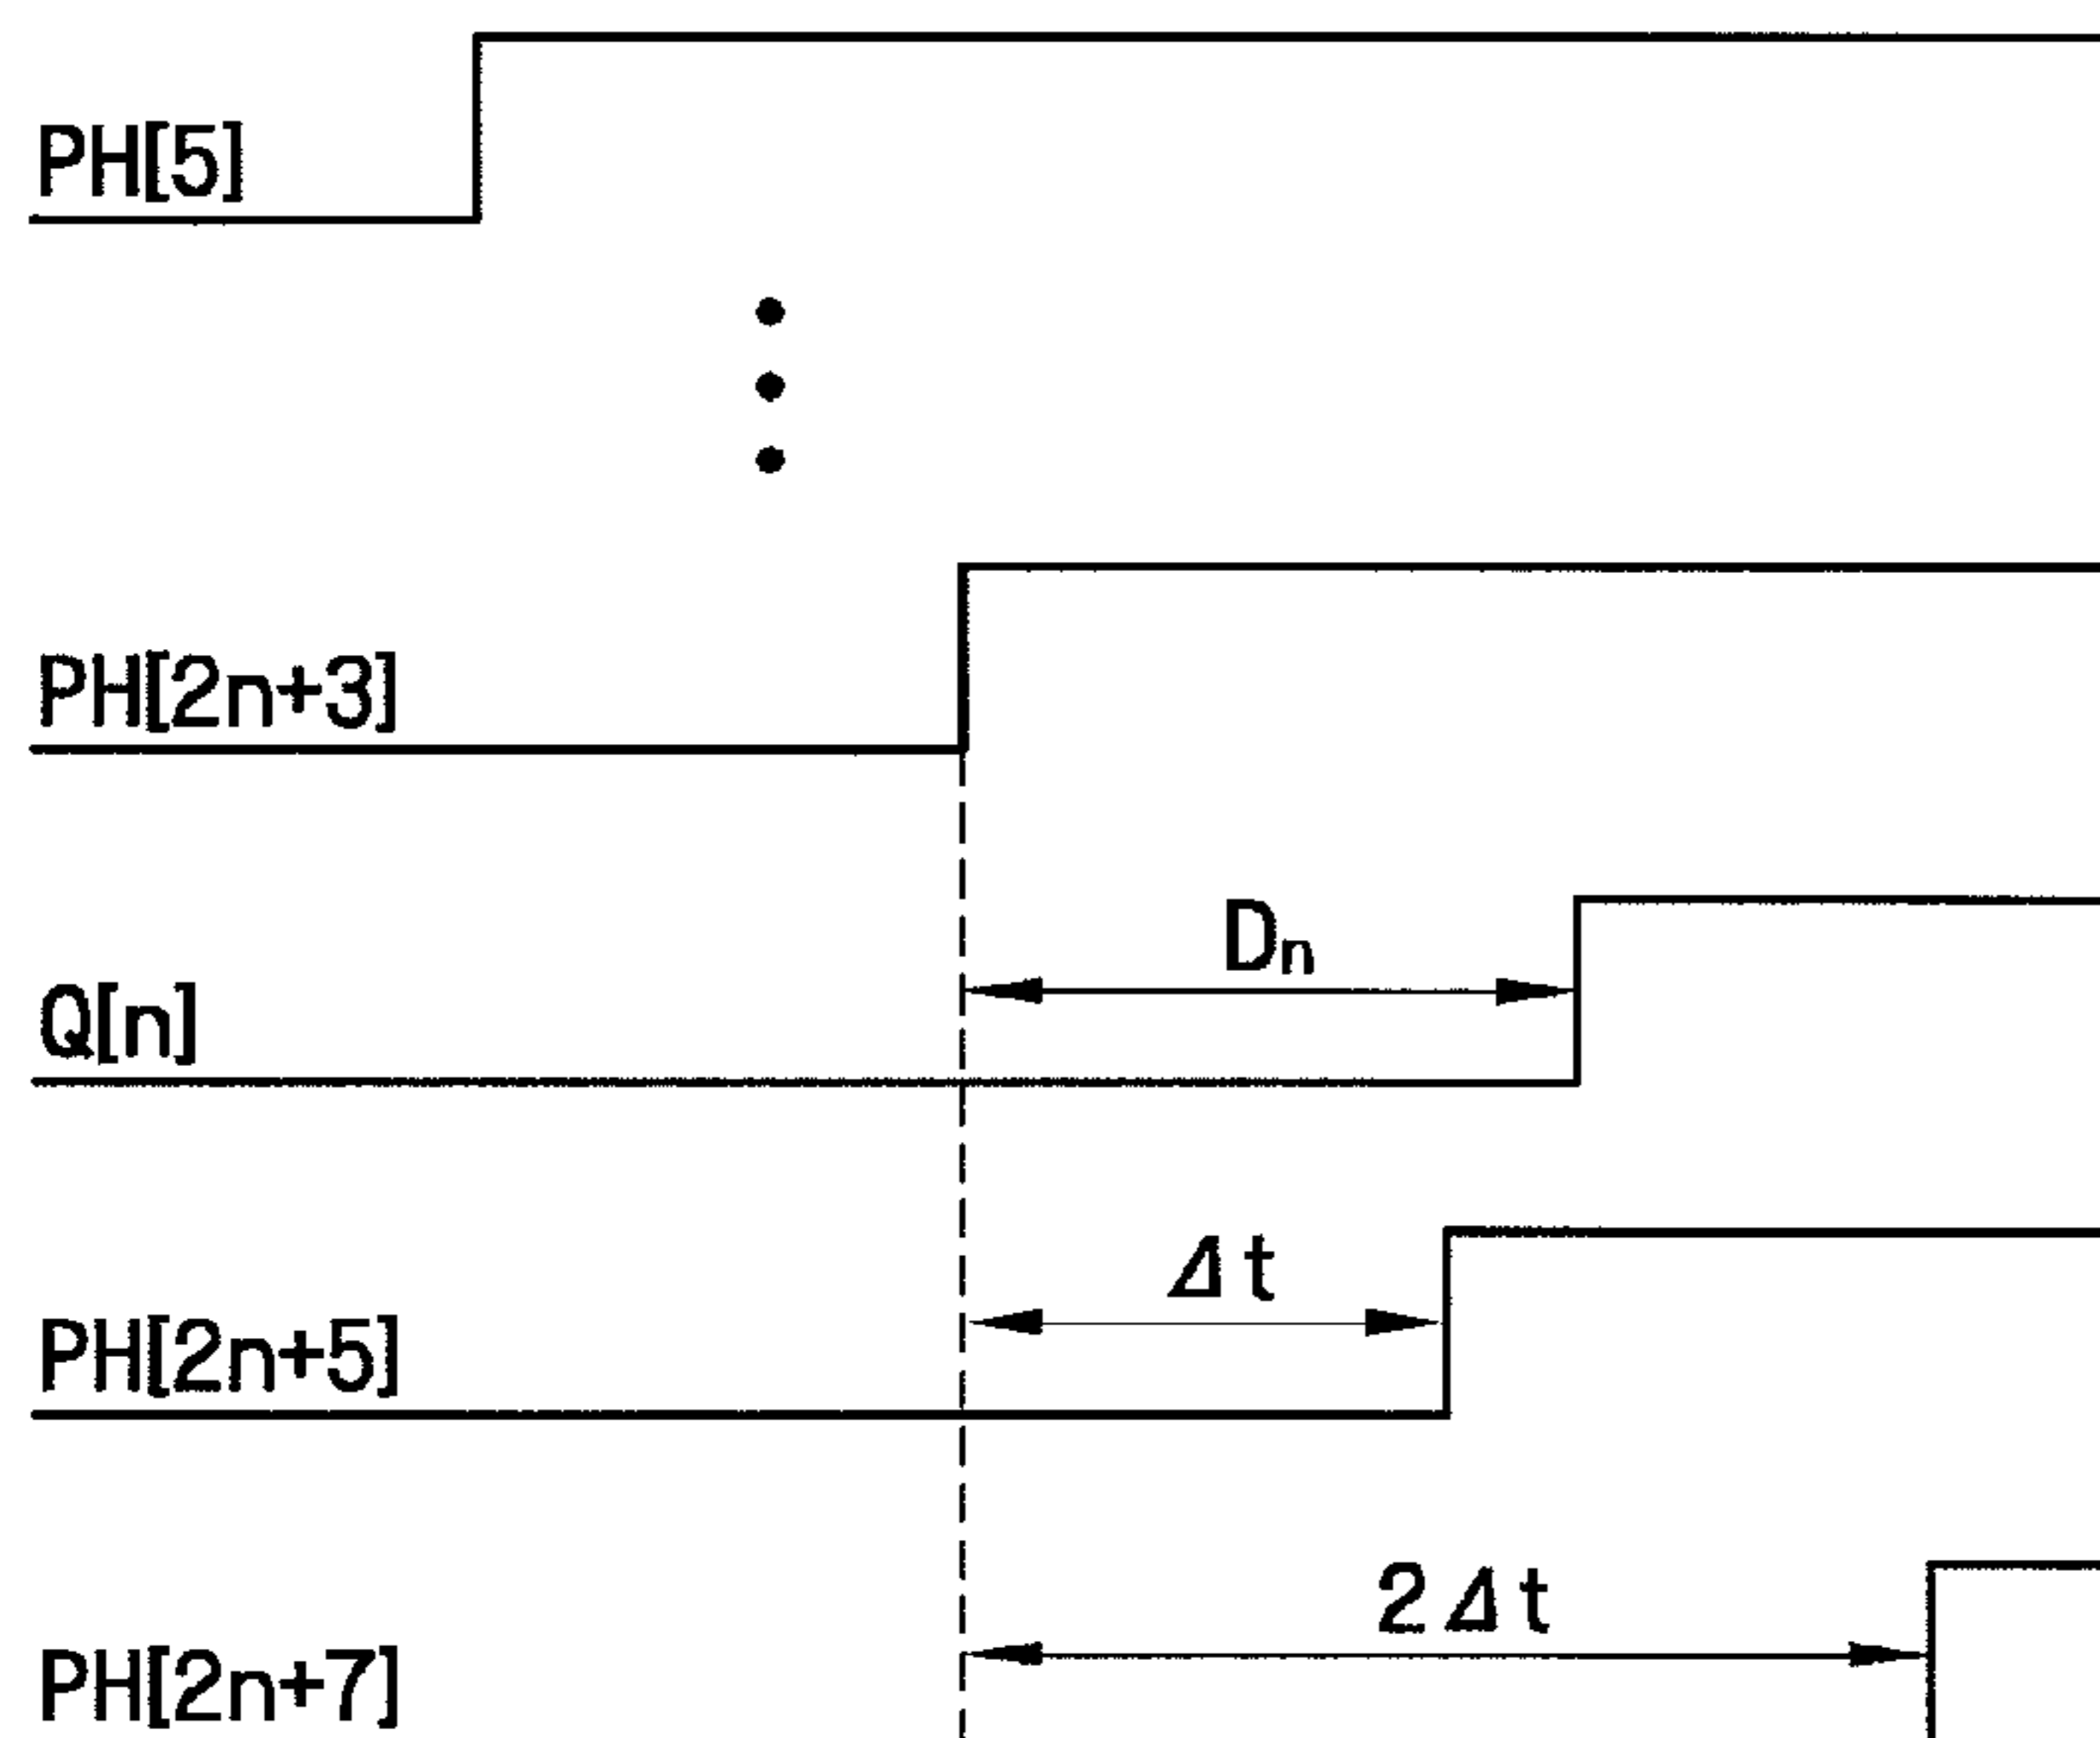 PH[5]
PH[2n+3]
Dn
Q[n]
Δt
PH[2n+5]
2Δt
PH[2n+7]